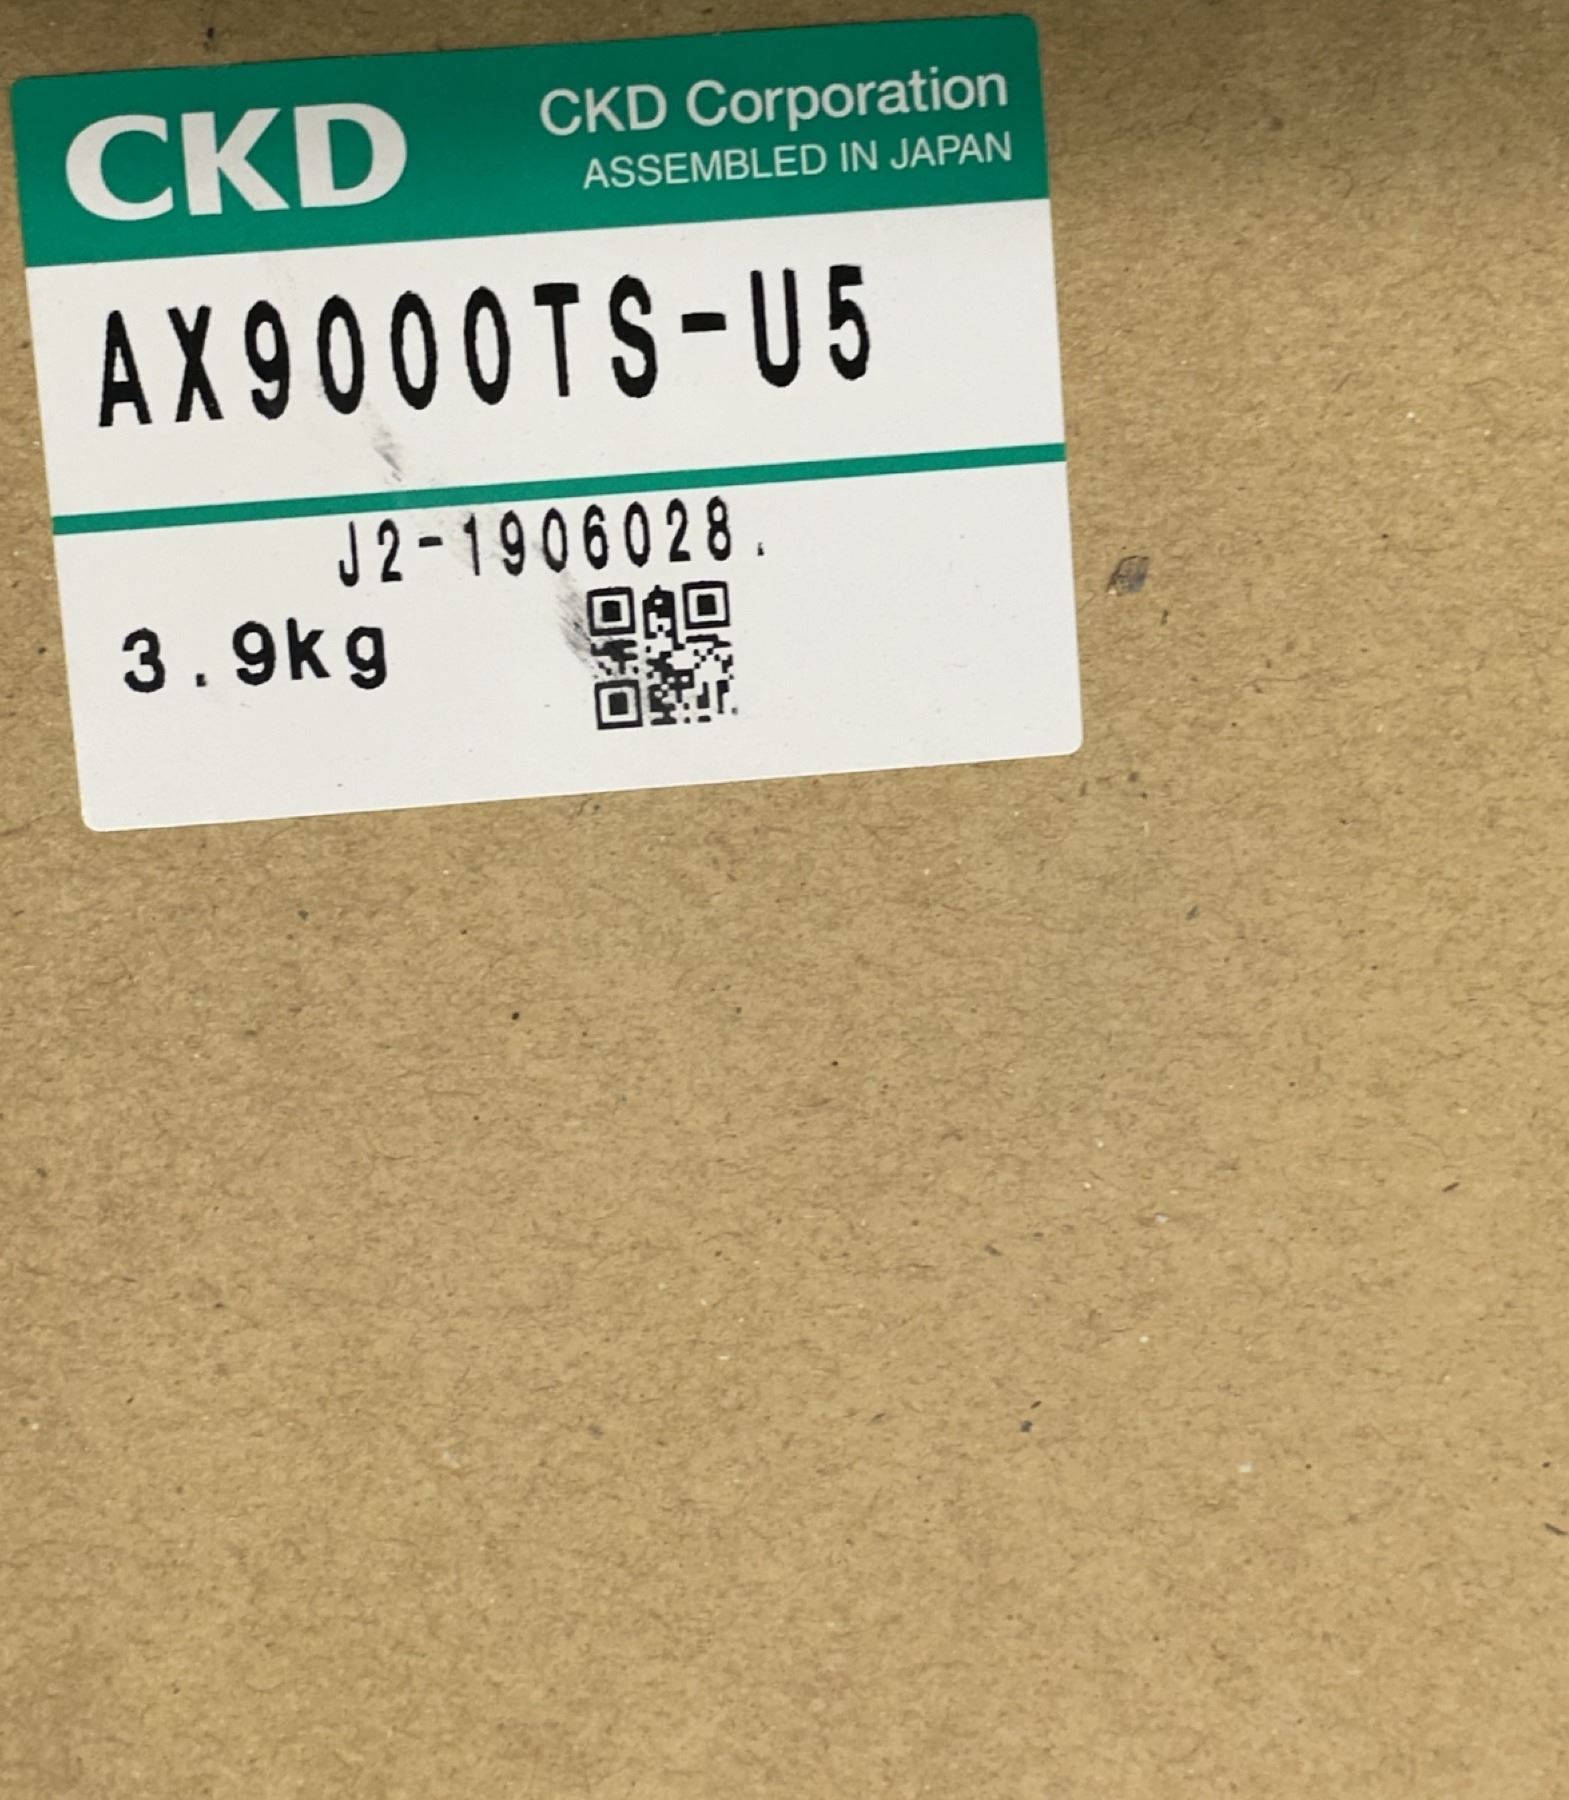 CKD
CKD Corporation
ASSEMBLED IN JAPAN
AX9000TS-U5
J2-1906028.
3.9kg